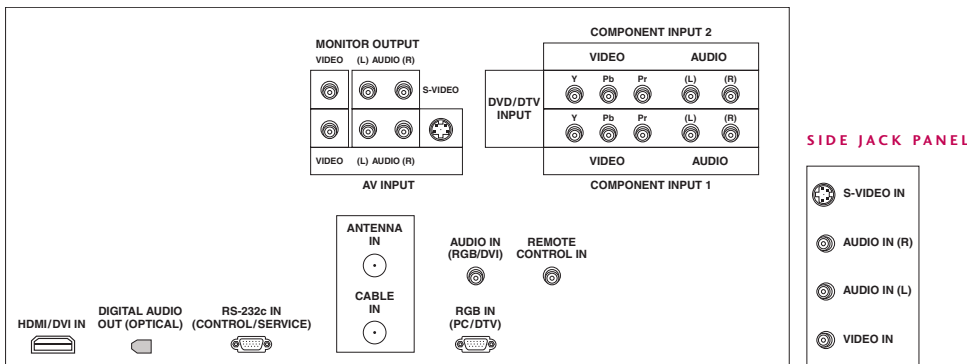 COMPONENT INPUT 2
MONITOR OUTPUT
VIDEO (L) AUDIO (R)
VIDEO AUDIO
S-VIDEO
Y Pb Pr (L) (R)
DVD/DTV
INPUT
Y Pb Pr (L) (R)
VIDEO (L) AUDIO (R)
VIDEO AUDIO
AV INPUT
COMPONENT INPUT 1
SIDE JACK PANEL
S-VIDEO IN
AUDIO IN (R)
AUDIO IN (L)
VIDEO IN
ANTENNA
IN
AUDIO IN
(RGB/DVI)
REMOTE
CONTROL IN
CABLE
IN
HDMI/DVI IN
DIGITAL AUDIO
OUT (OPTICAL)
RS-232c IN
(CONTROL/SERVICE)
RGB IN
(PC/DTV)